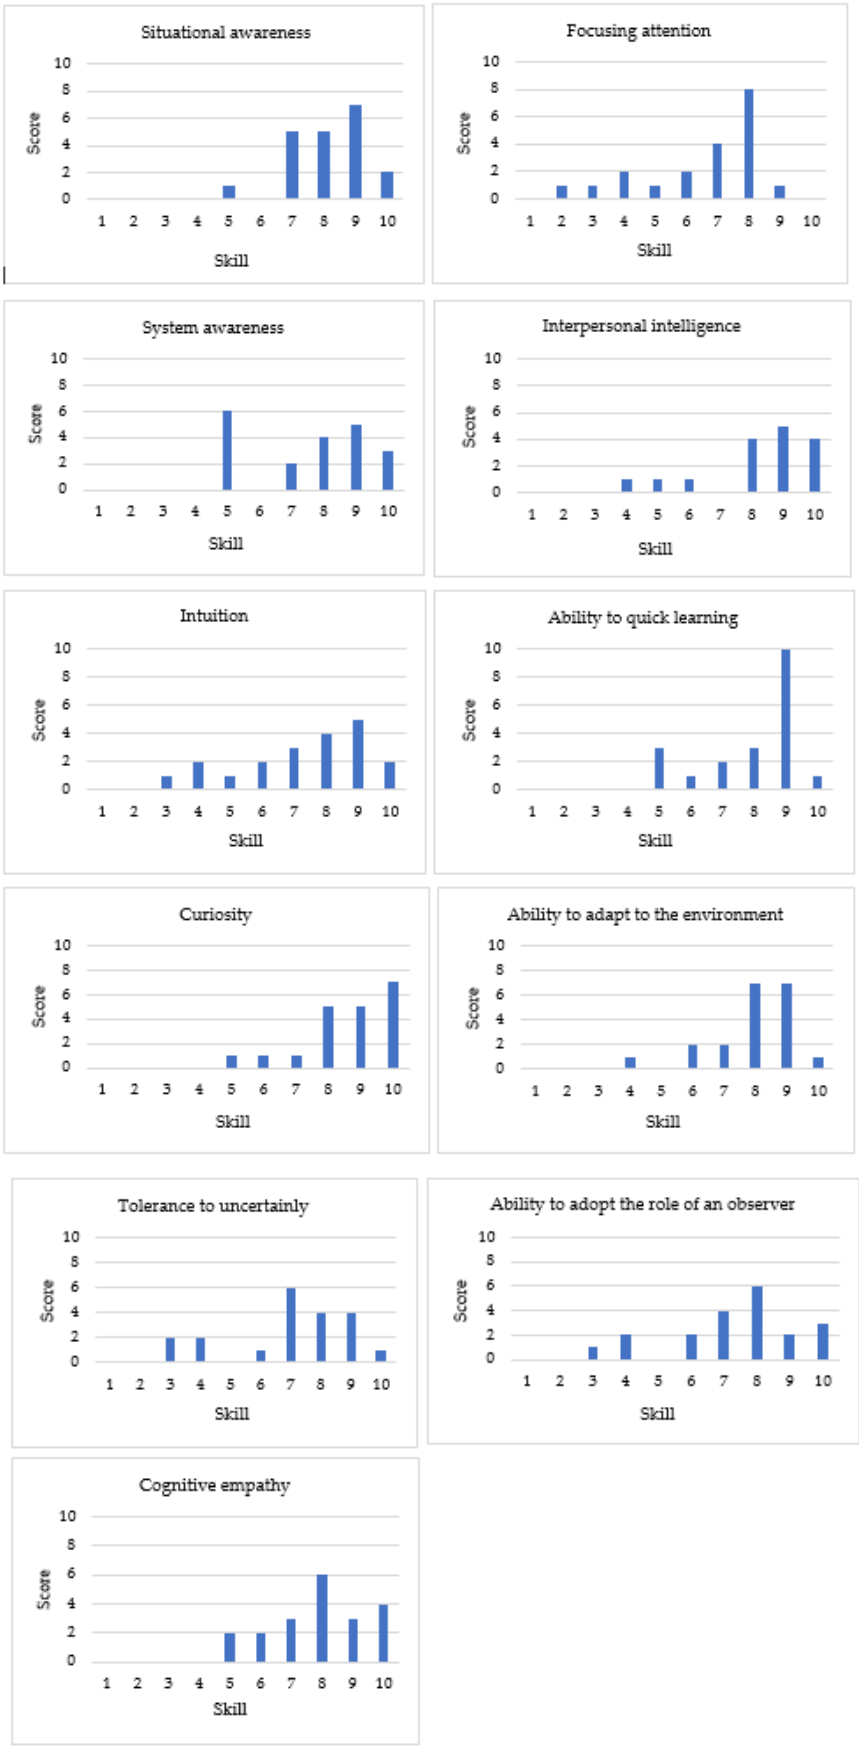 Situational awareness
10
8
6
4
2
0
Score
1 2 3 4 5 6 7 8 9 10
Skill
Focusing attention
10
8
6
4
2
0
Score
1 2 3 4 5 6 7 8 9 10
Skill
System awareness
10
8
6
4
2
0
Score
1 2 3 4 5 6 7 8 9 10
Skill
Interpersonal intelligence
10
8
6
4
2
0
Score
1 2 3 4 5 6 7 8 9 10
Skill
Intuition
10
8
6
4
2
0
Score
1 2 3 4 5 6 7 8 9 10
Skill
Ability to quick learning
10
8
6
4
2
0
Score
1 2 3 4 5 6 7 8 9 10
Skill
Curiosity
10
8
6
4
2
0
Score
1 2 3 4 5 6 7 8 9 10
Skill
Ability to adapt to the environment
10
8
6
4
2
0
Score
1 2 3 4 5 6 7 8 9 10
Skill
Tolerance to uncertainly
10
8
6
4
2
0
Score
1 2 3 4 5 6 7 8 9 10
Skill
Ability to adopt the role of an observer
10
8
6
4
2
0
Score
1 2 3 4 5 6 7 8 9 10
Skill
Cognitive empathy
10
8
6
4
2
0
Score
1 2 3 4 5 6 7 8 9 10
Skill